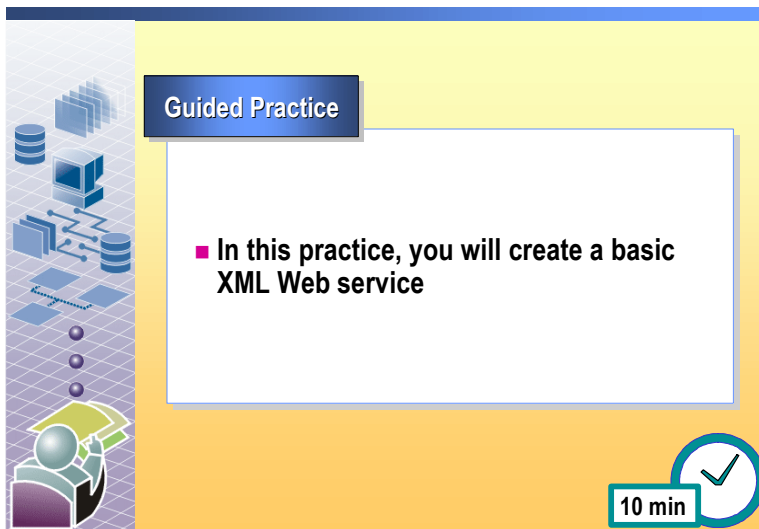 Guided Practice
■ In this practice, you will create a basic
XML Web service
10 min